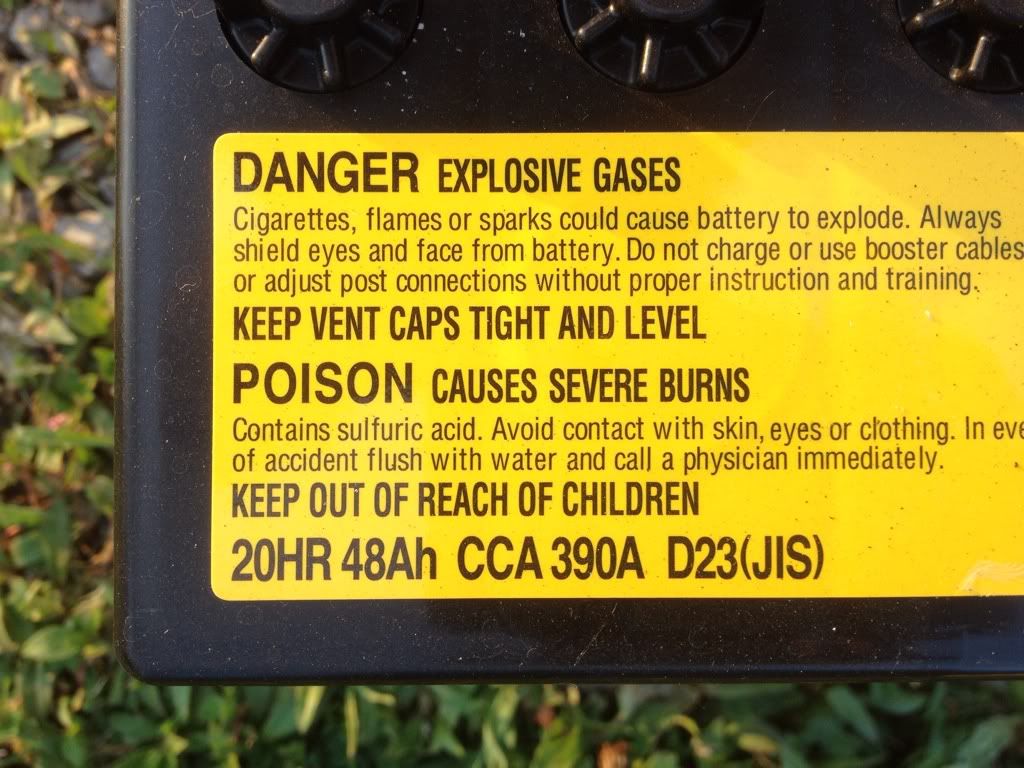 DANGER EXPLOSIVE GASES
Cigarettes, flames or sparks could cause battery to explode. Always
shield eyes and face from battery. Do not charge or use booster cables
or adjust post connections without proper instruction and training.
KEEP VENT CAPS TIGHT AND LEVEL
POISON CAUSES SEVERE BURNS
Contains sulfuric acid. Avoid contact with skin, eyes or clothing. In
of accident flush with water and call a physician immediately.
KEEP OUT OF REACH OF CHILDREN
20HR 48Ah CCA 390A D23(JIS)